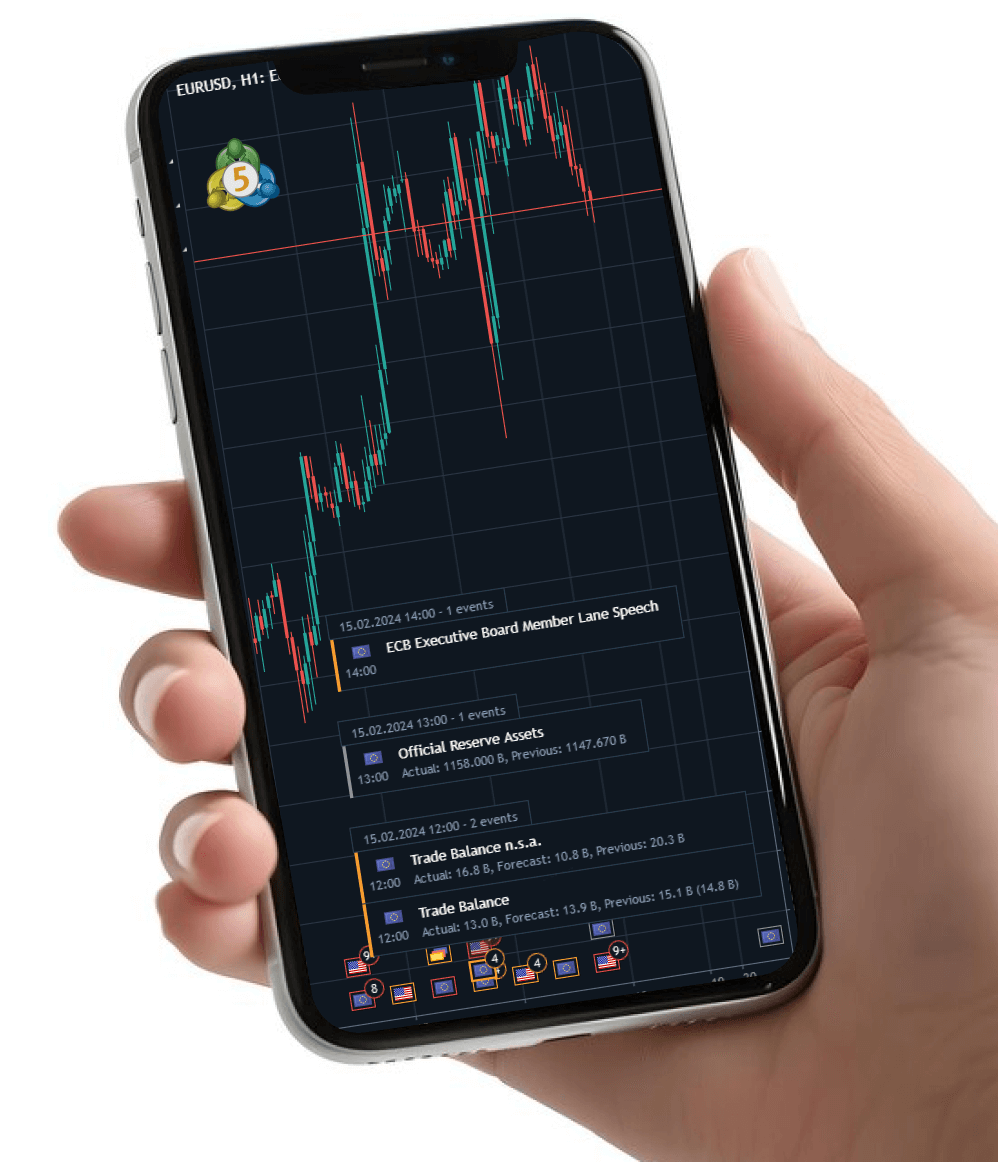 EURUSD, H1: E
5
15.02.2024 14:00 - 1 events
ECB Executive Board Member Lane Speech
14:00
15.02.2024 13:00 - 1 events
Official Reserve Assets
13:00 Actual: 1158.000 B, Previous: 1147.670 B
15.02.2024 12:00 - 2 events
Trade Balance n.s.a.
12:00 Actual: 16.8 B, Forecast: 10.8 B, Previous: 20.3 B
Trade Balance
12:00 Actual: 13.0 B, Forecast: 13.9 B, Previous: 15.1 B (14.8 B)
9
4
4
9+
8